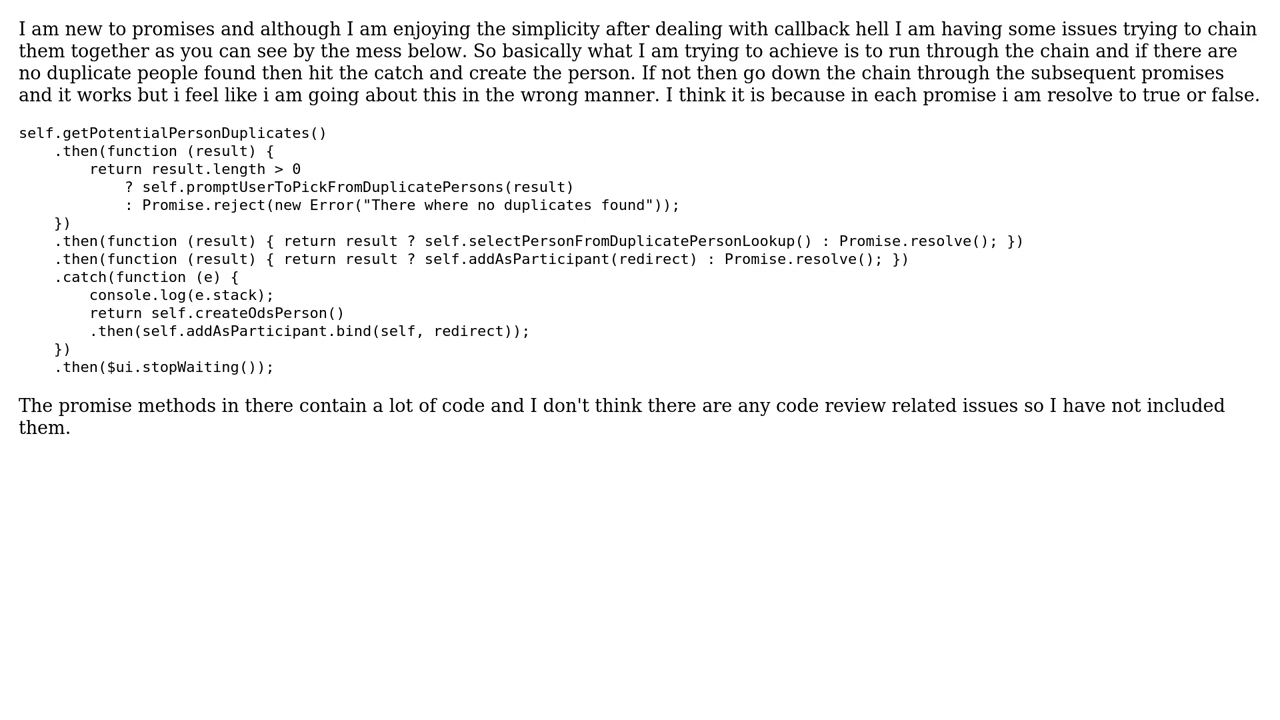 I am new to promises and although I am enjoying the simplicity after dealing with callback hell I am having some issues trying to chain
them together as you can see by the mess below. So basically what I am trying to achieve is to run through the chain and if there are
no duplicate people found then hit the catch and create the person. If not then go down the chain through the subsequent promises
and it works but i feel like i am going about this in the wrong manner. I think it is because in each promise i am resolve to true or false.
self.getPotentialPersonDuplicates()
    .then(function (result) {
        return result.length > 0
            ? self.promptUserToPickFromDuplicatePersons(result)
            : Promise.reject(new Error("There where no duplicates found"));
    })
    .then(function (result) { return result ? self.selectPersonFromDuplicatePersonLookup() : Promise.resolve(); })
    .then(function (result) { return result ? self.addAsParticipant(redirect) : Promise.resolve(); })
    .catch(function (e) {
        console.log(e.stack);
        return self.createOdsPerson()
        .then(self.addAsParticipant.bind(self, redirect));
    })
    .then($ui.stopWaiting());
The promise methods in there contain a lot of code and I don't think there are any code review related issues so I have not included
them.